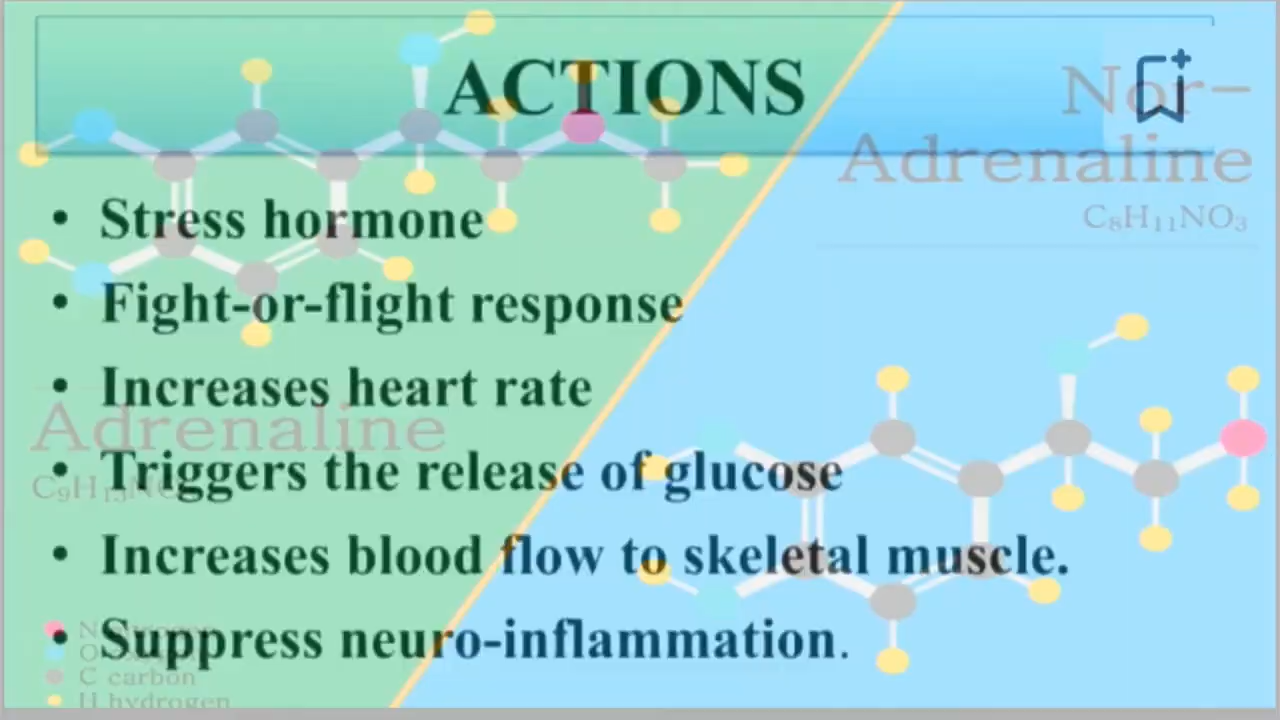 ACTIONS
Nor-
Adrenaline
C₈H₁₁NO₃
• Stress hormone
• Fight-or-flight response
• Increases heart rate
Adrenaline
• Triggers the release of glucose
• Increases blood flow to skeletal muscle.
• Suppress neuro-inflammation.
C carbon
H hydrogen